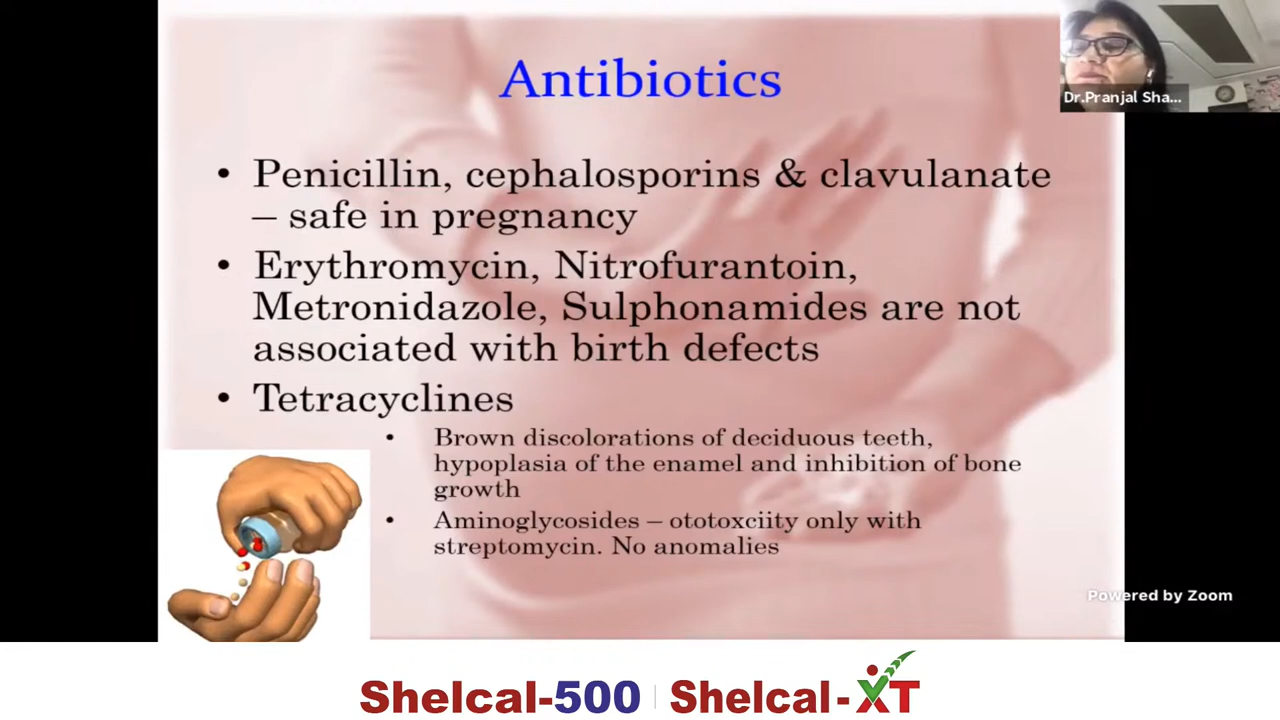 Antibiotics
Dr.Pranjal Sha...
• Penicillin, cephalosporins & clavulanate
– safe in pregnancy
• Erythromycin, Nitrofurantoin,
Metronidazole, Sulphonamides are not
associated with birth defects
• Tetracyclines
• Brown discolorations of deciduous teeth,
hypoplasia of the enamel and inhibition of bone
growth
• Aminoglycosides – ototoxciity only with
streptomycin. No anomalies
Powered by Zoom
Shelcal-500 Shelcal-XT